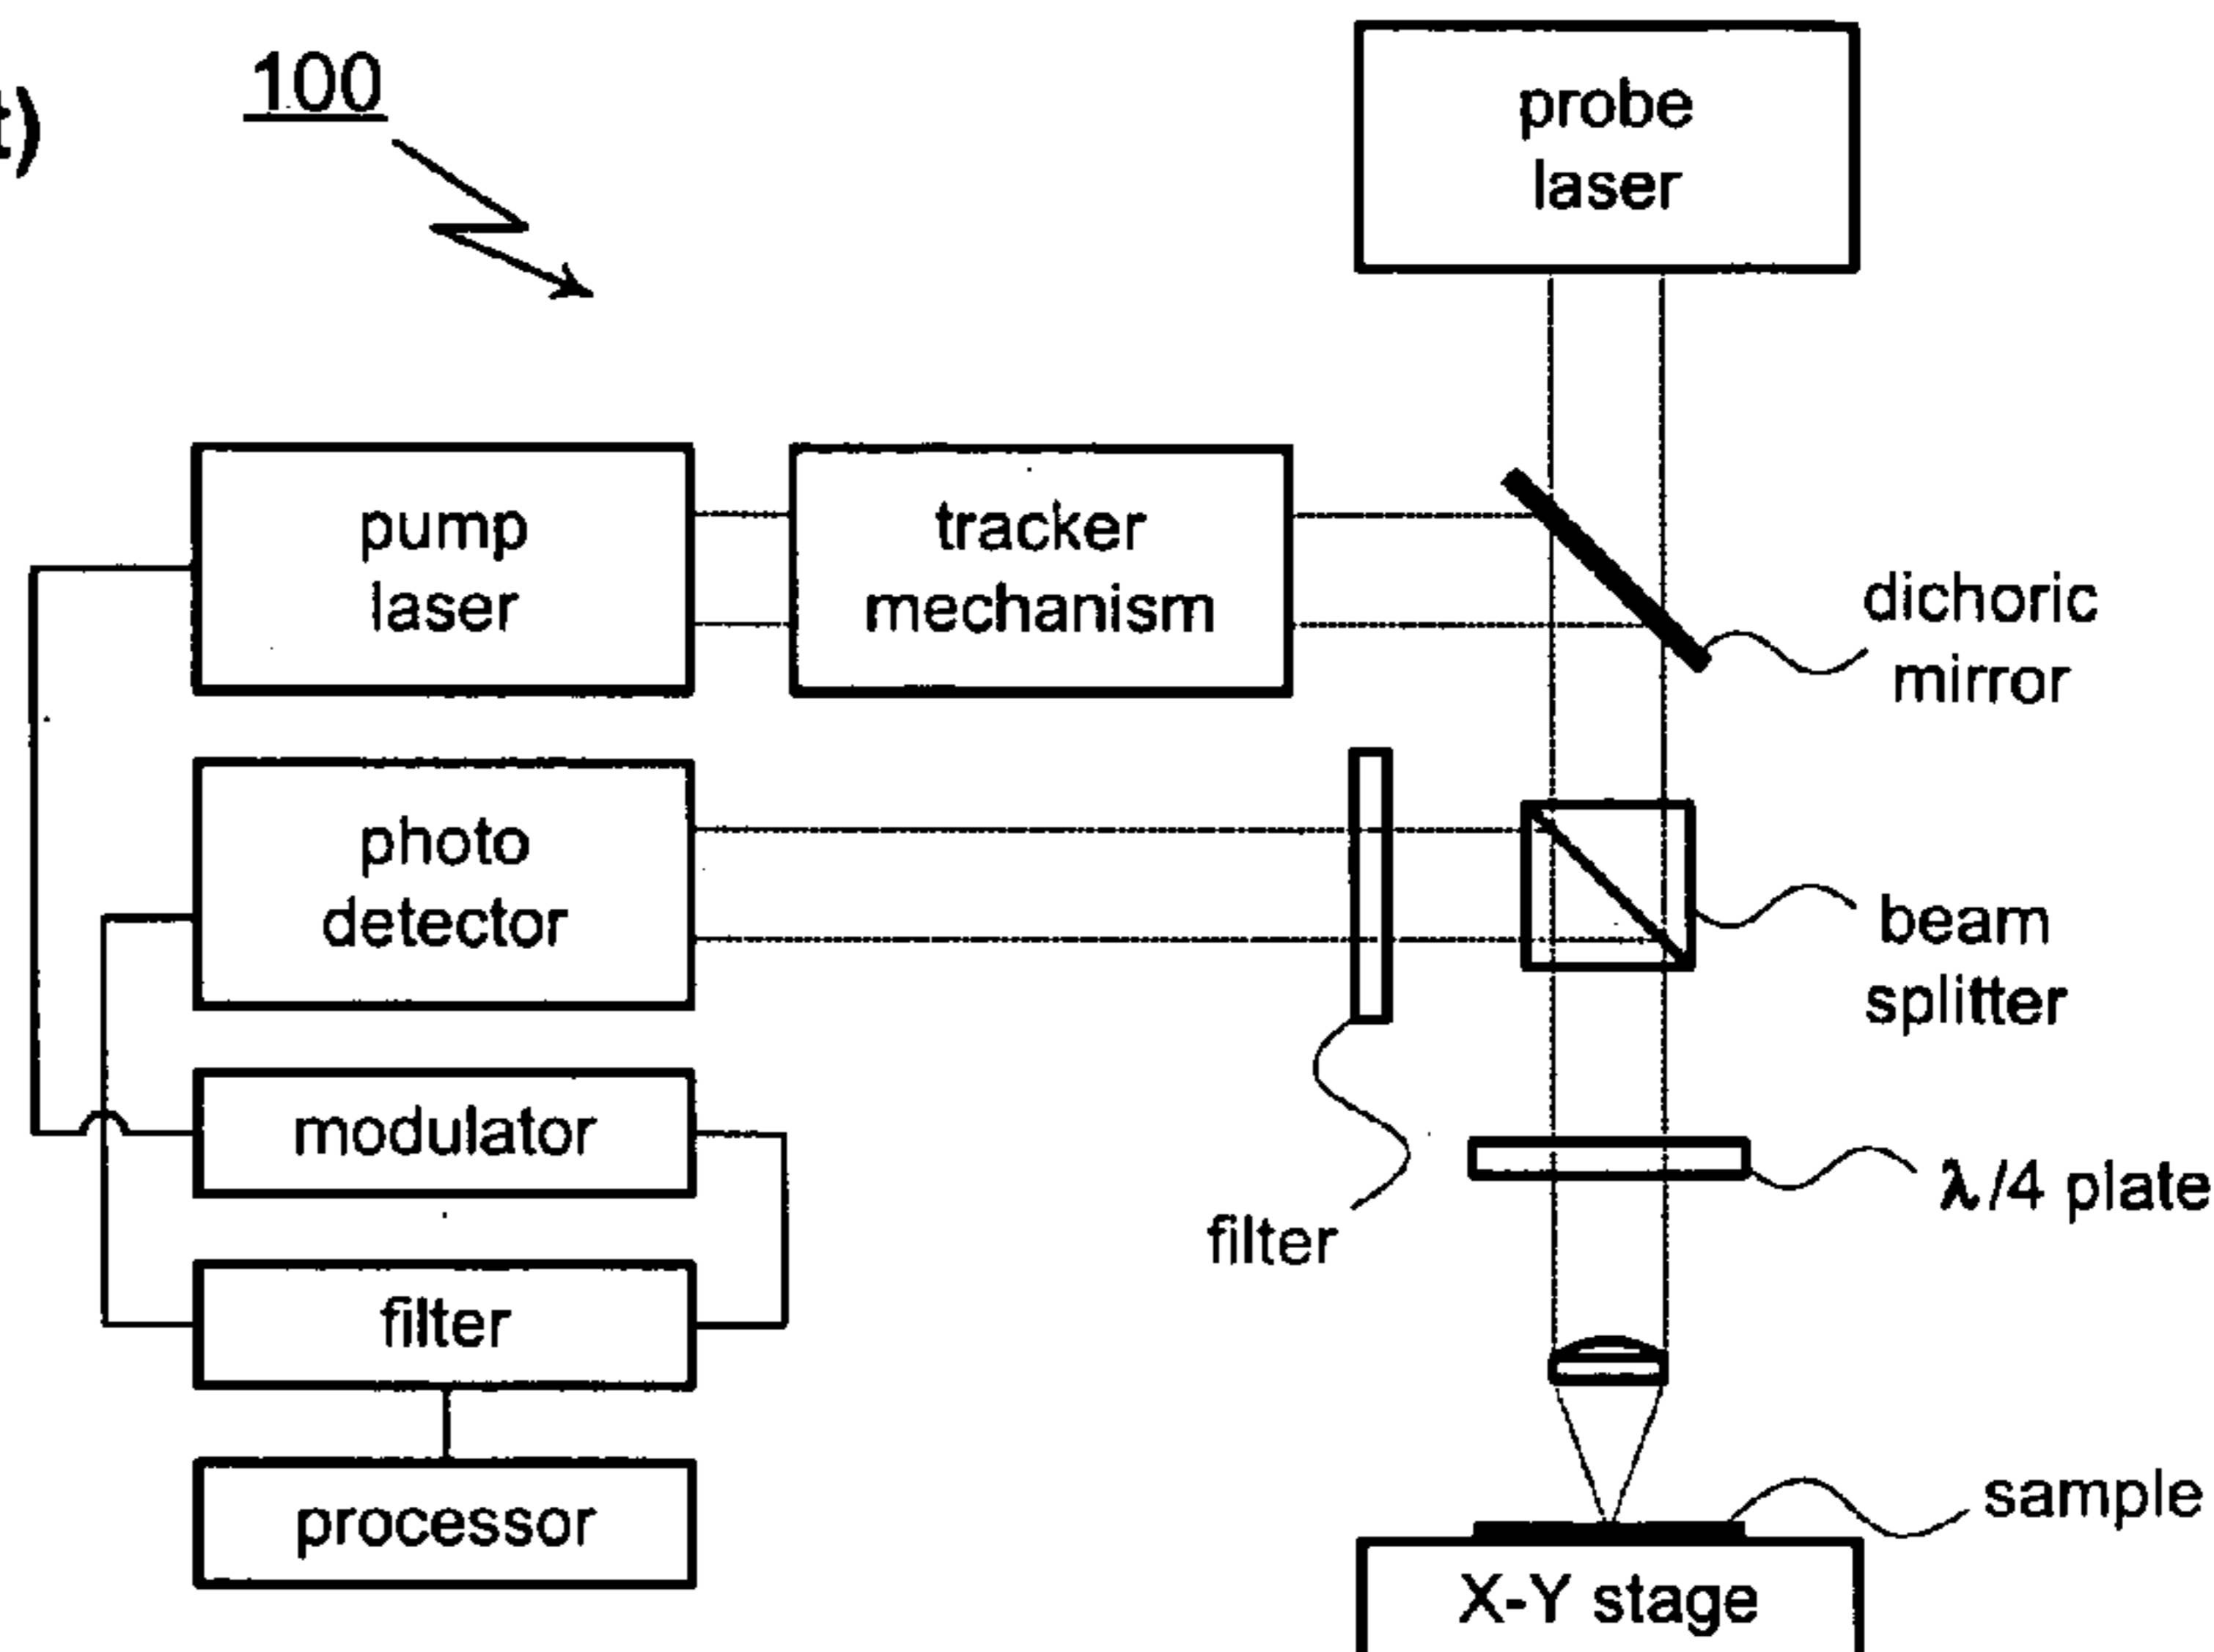 t)
100
probe
laser
pump
laser
tracker
mechanism
dichoric
mirror
photo
detector
beam
splitter
modulator
λ/4 plate
filter
filter
processor
sample
X-Y stage